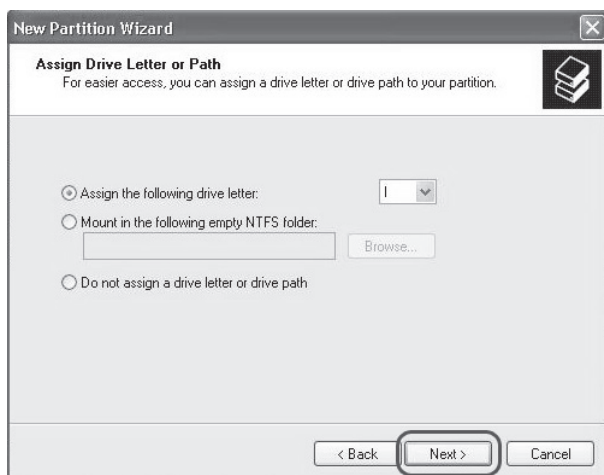 New Partition Wizard
Assign Drive Letter or Path
For easier access, you can assign a drive letter or drive path to your partition.
Assign the following drive letter: I
Mount in the following empty NTFS folder:
Browse...
Do not assign a drive letter or drive path
< Back Next > Cancel